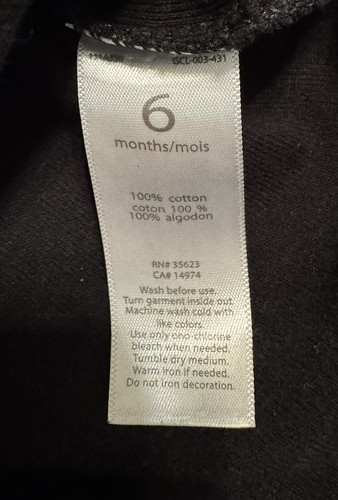 GCL-003-431
6
months/mois
100% cotton
coton 100 %
100% algodon
RN# 35623
CA# 14974
Wash before use.
Turn garment inside out.
Machine wash cold with
like colors.
Use only non-chlorine
bleach when needed.
Tumble dry medium.
Warm iron if needed.
Do not iron decoration.